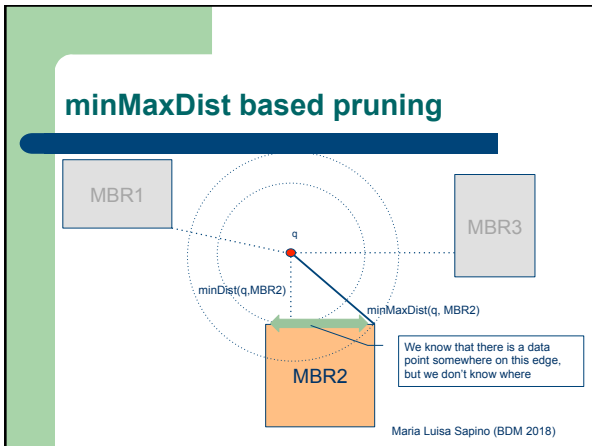 minMaxDist based pruning
MBR1
MBR3
q
minDist(q,MBR2)
minMaxDist(q, MBR2)
We know that there is a data
point somewhere on this edge,
but we don't know where
MBR2
Maria Luisa Sapino (BDM 2018)